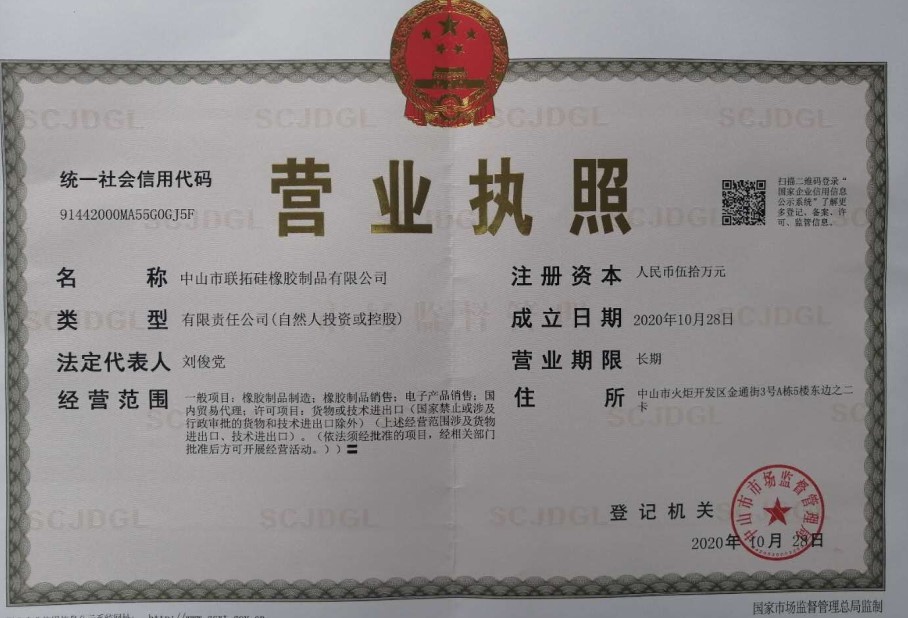 营业执照
统一社会信用代码
91442000MA55G0GJ5F
扫描二维码登录“
国家企业信用信息
公示系统”了解更
多登记、备案、许
可、监管信息。
名称 中山市联拓硅橡胶制品有限公司
类型 有限责任公司(自然人投资或控股)
法定代表人 刘俊党
经营范围 一般项目：橡胶制品制造；橡胶制品销售；电子产品销售；国
内贸易代理；许可项目：货物或技术进出口（国家禁止或涉及
行政审批的货物和技术进出口除外）（上述经营范围涉及货物
进出口、技术进出口）。（依法须经批准的项目，经相关部门
批准后方可开展经营活动。））〓
注册资本 人民币伍拾万元
成立日期 2020年10月28日
营业期限 长期
住所 中山市火炬开发区金通街3号A栋5楼东边之二
卡
登记机关
中山市市场监督管理局
2020年10月28日
国家市场监督管理总局监制
SCJDGL